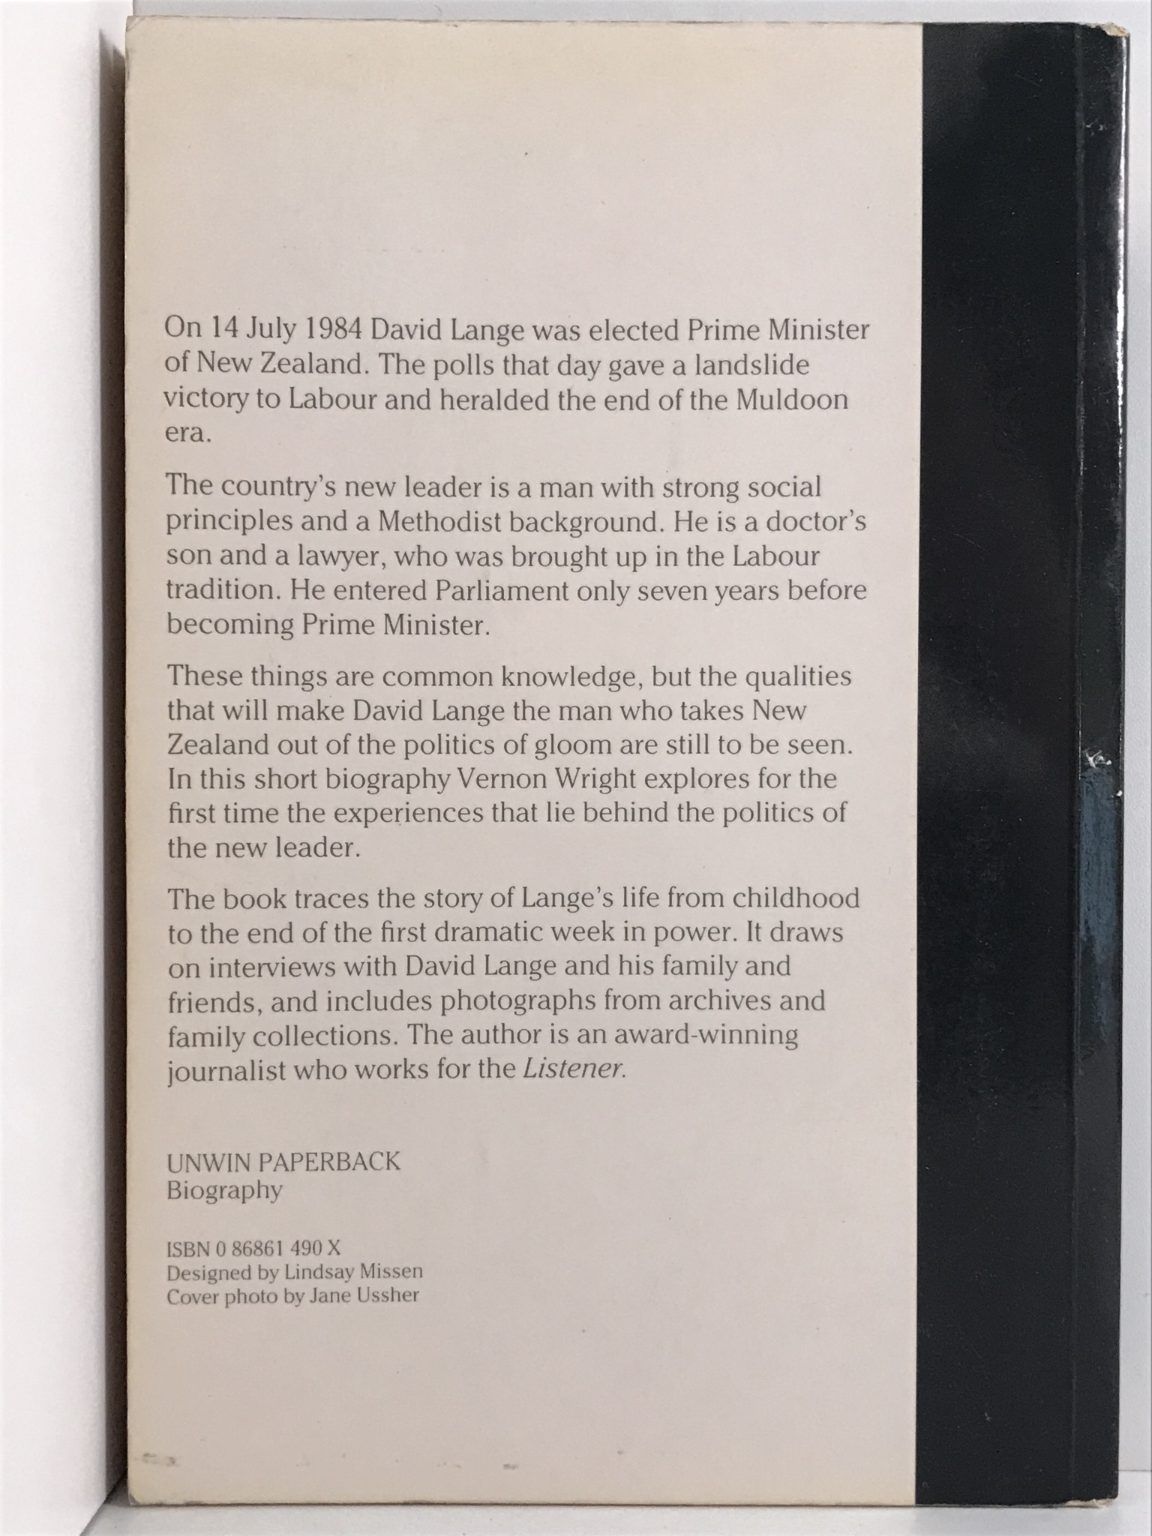 On 14 July 1984 David Lange was elected Prime Minister
of New Zealand. The polls that day gave a landslide
victory to Labour and heralded the end of the Muldoon
era.
The country's new leader is a man with strong social
principles and a Methodist background. He is a doctor's
son and a lawyer, who was brought up in the Labour
tradition. He entered Parliament only seven years before
becoming Prime Minister.
These things are common knowledge, but the qualities
that will make David Lange the man who takes New
Zealand out of the politics of gloom are still to be seen.
In this short biography Vernon Wright explores for the
first time the experiences that lie behind the politics of
the new leader.
The book traces the story of Lange's life from childhood
to the end of the first dramatic week in power. It draws
on interviews with David Lange and his family and
friends, and includes photographs from archives and
family collections. The author is an award-winning
journalist who works for the Listener.
UNWIN PAPERBACK
Biography
ISBN 0 86861 490 X
Designed by Lindsay Missen
Cover photo by Jane Ussher